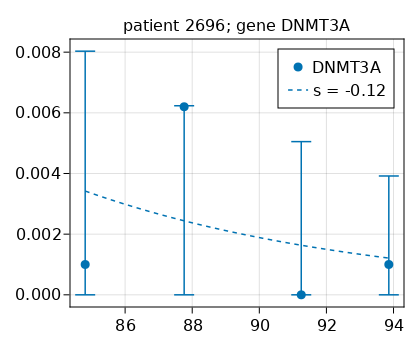 patient 2696; gene DNMT3A
0.008
0.006
0.004
0.002
0.000
DNMT3A
s = -0.12
86 88 90 92 94